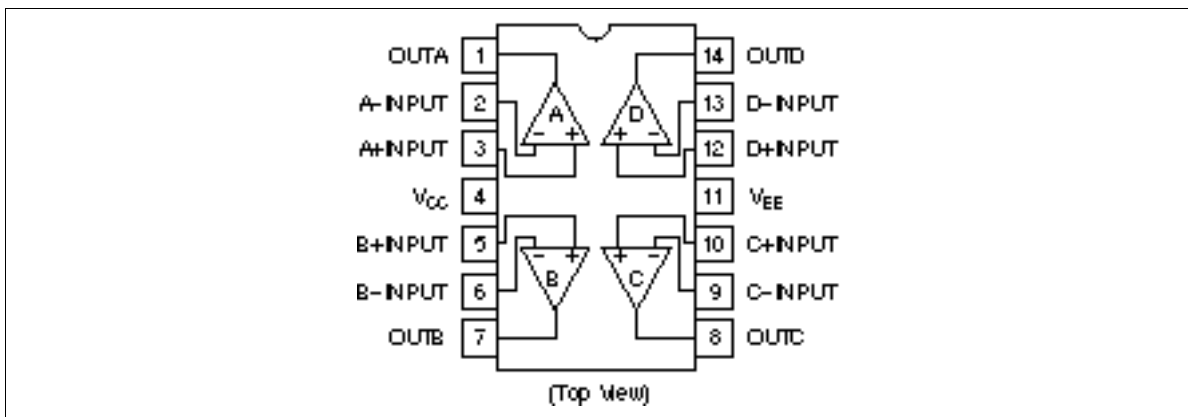 OUTA 1 14 OUTD
A-INPUT 2 A D 13 D-INPUT
A+INPUT 3 - + + - 12 D+INPUT
VCC 4 11 VEE
B+INPUT 5 - + + - 10 C+INPUT
B-INPUT 6 B C 9 C-INPUT
OUTB 7 8 OUTC
(Top View)